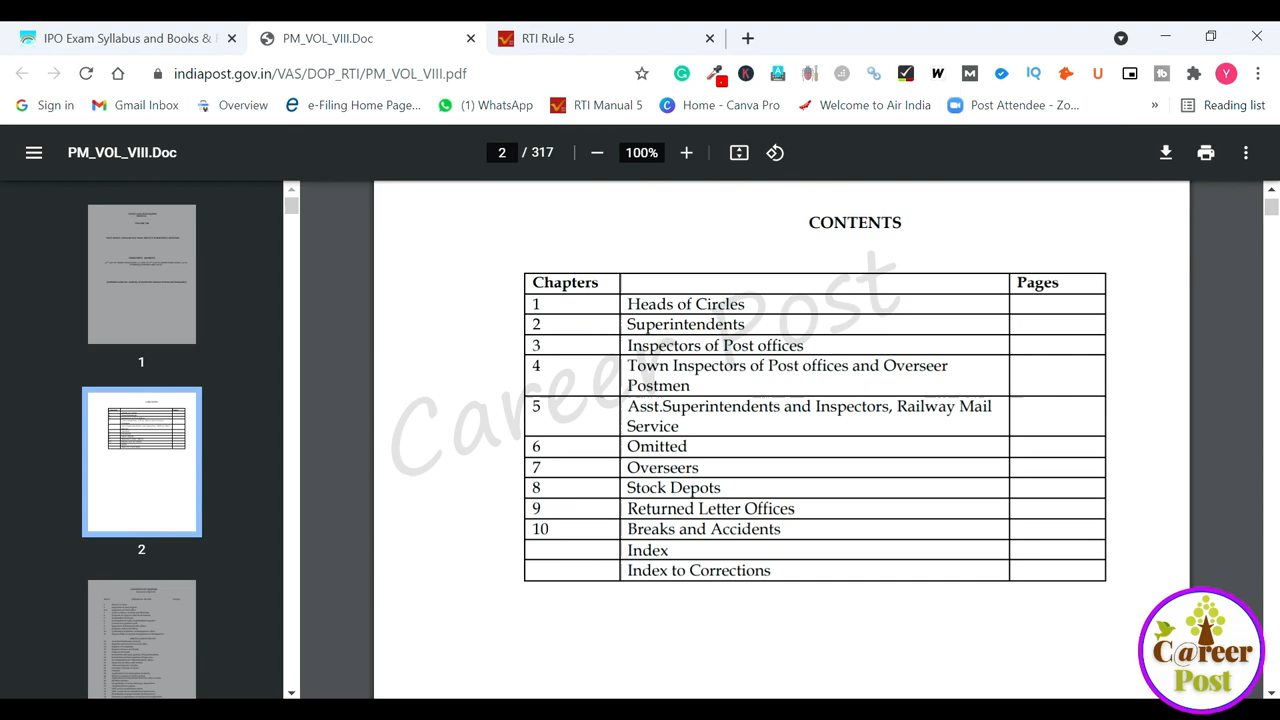 IPO Exam Syllabus and Books &
PM_VOL_VIII.Doc
RTI Rule 5
indiapost.gov.in/VAS/DOP_RTI/PM_VOL_VIII.pdf
Sign in
Gmail Inbox
Overview
e-Filing Home Page...
(1) WhatsApp
RTI Manual 5
Home - Canva Pro
Welcome to Air India
Post Attendee - Zo...
»
Reading list
PM_VOL_VIII.Doc
2 / 317
100%
1
2
CONTENTS
Chapters Pages
1 Heads of Circles
2 Superintendents
3 Inspectors of Post offices
4 Town Inspectors of Post offices and Overseer
Postmen
5 Asst.Superintendents and Inspectors, Railway Mail
Service
6 Omitted
7 Overseers
8 Stock Depots
9 Returned Letter Offices
10 Breaks and Accidents
Index
Index to Corrections
Career Post
C@reer
Post